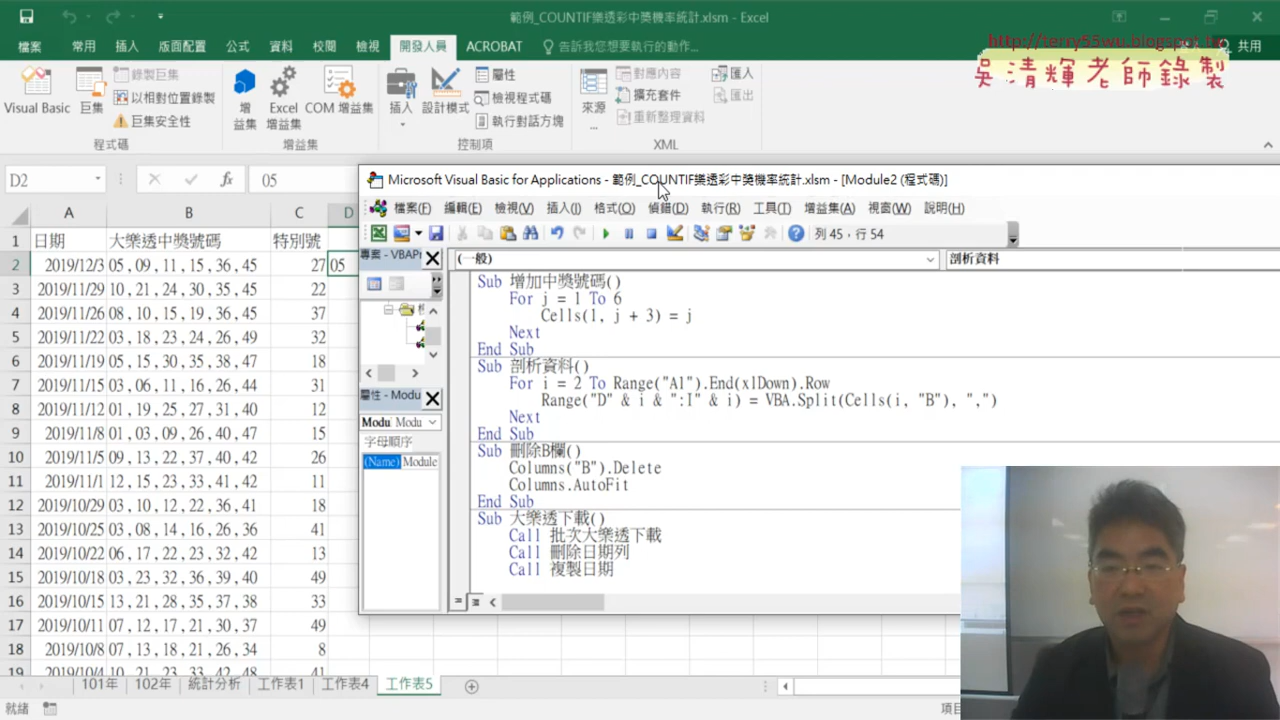 範例_COUNTIF樂透彩中獎機率統計.xlsm - Excel
檔案 常用 插入 版面配置 公式 資料 校閱 檢視 開發人員 ACROBAT 告訴我您想要執行的動作... 共用
http://terry55wu.blogspot.tw
吳清輝老師錄製
Visual Basic 巨集 錄製巨集 以相對位置錄製 巨集安全性
增益集 Excel 增益集 COM 增益集
插入 設計模式 屬性 檢視程式碼 執行對話方塊
來源 對應內容 擴充套件 重新整理資料 匯入 匯出
程式碼 增益集 控制項 XML
D2 fx 05
Microsoft Visual Basic for Applications - 範例_COUNTIF樂透彩中獎機率統計.xlsm - [Module2 (程式碼)]
檔案(F) 編輯(E) 檢視(V) 插入(I) 格式(O) 偵錯(D) 執行(R) 工具(T) 增益集(A) 視窗(W) 說明(H)
列 45，行 54
專案 - VBAP
(一般) 剖析資料
屬性 - Modu
Modu Modu
字母順序
(Name) Module
Sub 增加中獎號碼()
For j = 1 To 6
Cells(1, j + 3) = j
Next
End Sub
Sub 剖析資料()
For i = 2 To Range("A1").End(xlDown).Row
Range("D" & i & ":I" & i) = VBA.Split(Cells(i, "B"), ",")
Next
End Sub
Sub 刪除B欄()
Columns("B").Delete
Columns.AutoFit
End Sub
Sub 大樂透下載()
Call 批次大樂透下載
Call 刪除日期列
Call 複製日期
A B C D
1 日期 大樂透中獎號碼 特別號
2 2019/12/3 05 , 09 , 11 , 15 , 36 , 45 27 05
3 2019/11/29 10 , 21 , 24 , 30 , 35 , 45 22
4 2019/11/26 08 , 10 , 15 , 19 , 36 , 45 37
5 2019/11/22 03 , 18 , 23 , 24 , 26 , 49 32
6 2019/11/19 05 , 15 , 30 , 35 , 38 , 47 18
7 2019/11/15 03 , 06 , 11 , 16 , 26 , 44 31
8 2019/11/12 01 , 19 , 25 , 27 , 31 , 40 12
9 2019/11/8 01 , 03 , 09 , 26 , 40 , 47 15
10 2019/11/5 09 , 13 , 22 , 37 , 40 , 42 26
11 2019/11/1 12 , 15 , 23 , 33 , 41 , 42 11
12 2019/10/29 03 , 10 , 12 , 22 , 36 , 41 18
13 2019/10/25 03 , 08 , 14 , 16 , 26 , 36 41
14 2019/10/22 06 , 17 , 22 , 23 , 32 , 42 13
15 2019/10/18 03 , 23 , 32 , 36 , 39 , 40 49
16 2019/10/15 13 , 21 , 28 , 35 , 37 , 38 33
17 2019/10/11 07 , 12 , 17 , 21 , 30 , 37 49
18 2019/10/8 07 , 13 , 18 , 21 , 26 , 34 8
19 2019/10/4 10 , 21 , 23 , 33 , 42 , 48 41
101年 102年 統計分析 工作表1 工作表4 工作表5
就緒 項目